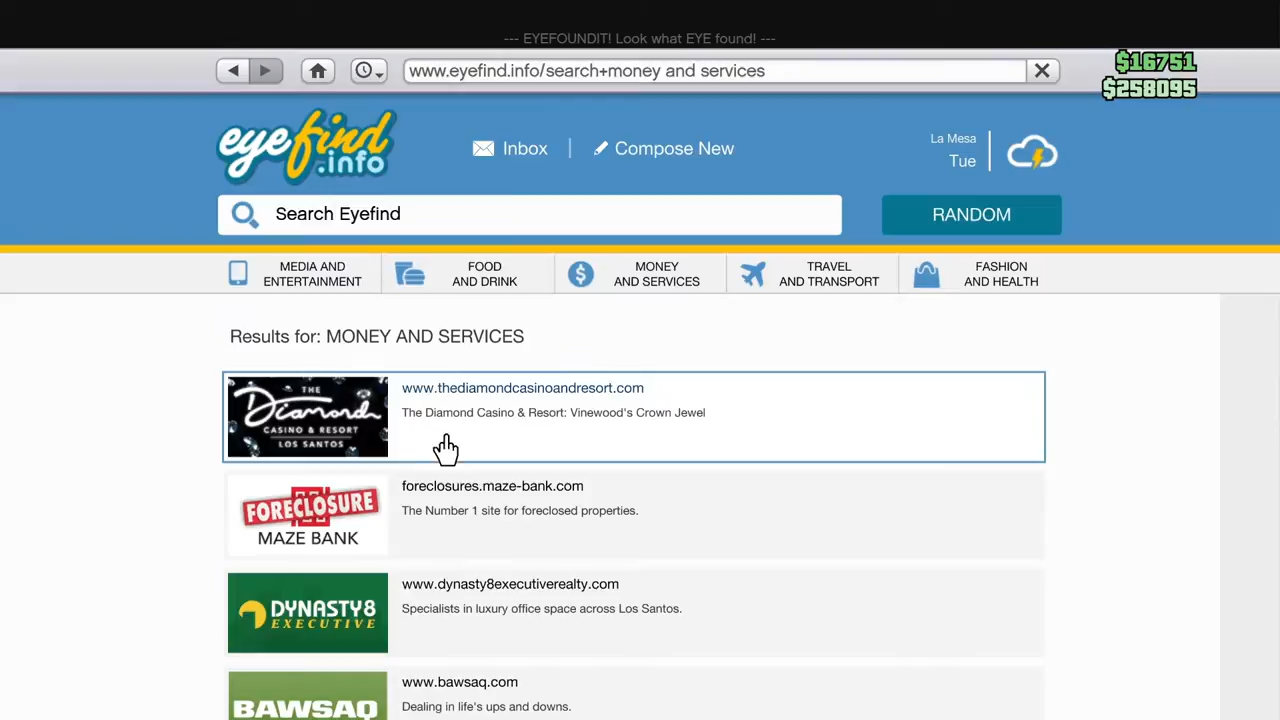 --- EYEFOUNDIT! Look what EYE found! ---
www.eyefind.info/search+money and services
$16751
$258095
eyefind
.info
Inbox
Compose New
La Mesa
Tue
Search Eyefind
RANDOM
MEDIA AND
ENTERTAINMENT
FOOD
AND DRINK
MONEY
AND SERVICES
TRAVEL
AND TRANSPORT
FASHION
AND HEALTH
Results for: MONEY AND SERVICES
THE
Diamond
CASINO & RESORT
LOS SANTOS
www.thediamondcasinoandresort.com
The Diamond Casino & Resort: Vinewood's Crown Jewel
FORECLOSURE
MAZE BANK
foreclosures.maze-bank.com
The Number 1 site for foreclosed properties.
DYNASTY8
EXECUTIVE
www.dynasty8executiverealty.com
Specialists in luxury office space across Los Santos.
BAWSAQ
www.bawsaq.com
Dealing in life's ups and downs.